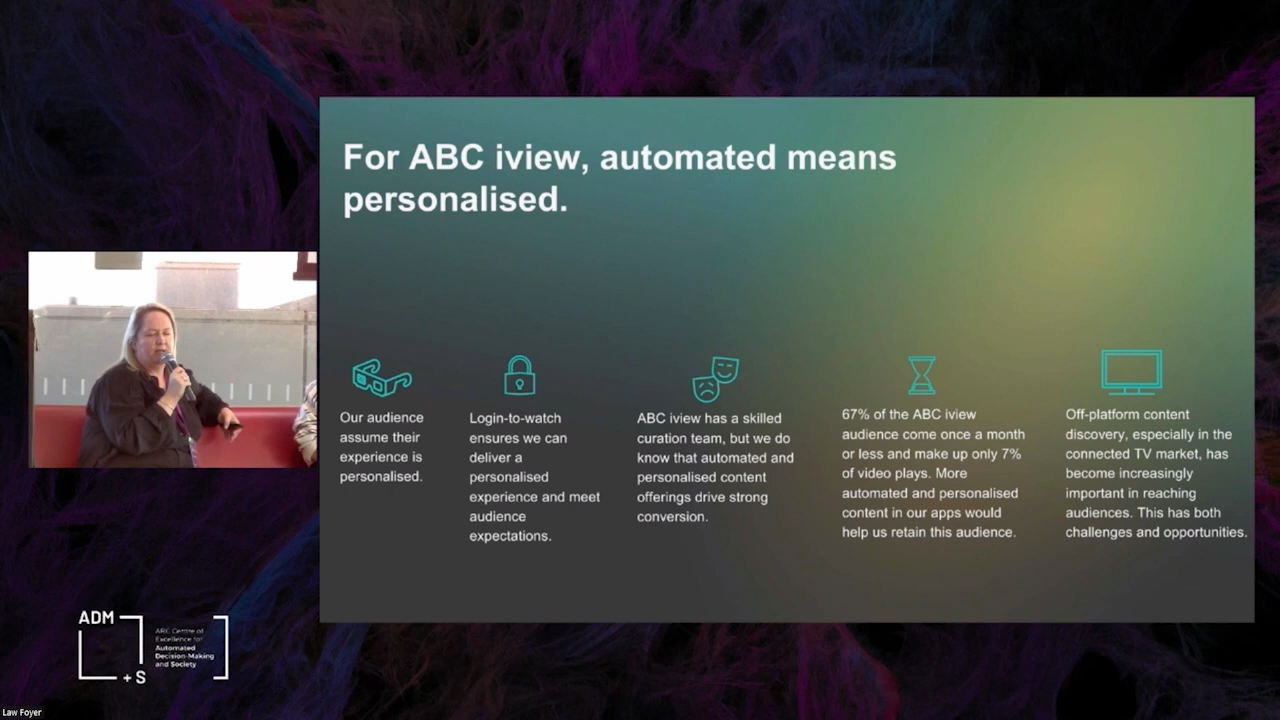 For ABC iview, automated means
personalised.
Our audience
assume their
experience is
personalised.
Login-to-watch
ensures we can
deliver a
personalised
experience and meet
audience
expectations.
ABC iview has a skilled
curation team, but we do
know that automated and
personalised content
offerings drive strong
conversion.
67% of the ABC iview
audience come once a month
or less and make up only 7%
of video plays. More
automated and personalised
content in our apps would
help us retain this audience.
Off-platform content
discovery, especially in the
connected TV market, has
become increasingly
important in reaching
audiences. This has both
challenges and opportunities.
ADM
+ S
ARC Centre of
Excellence for
Automated
Decision-Making
and Society
Law Foyer